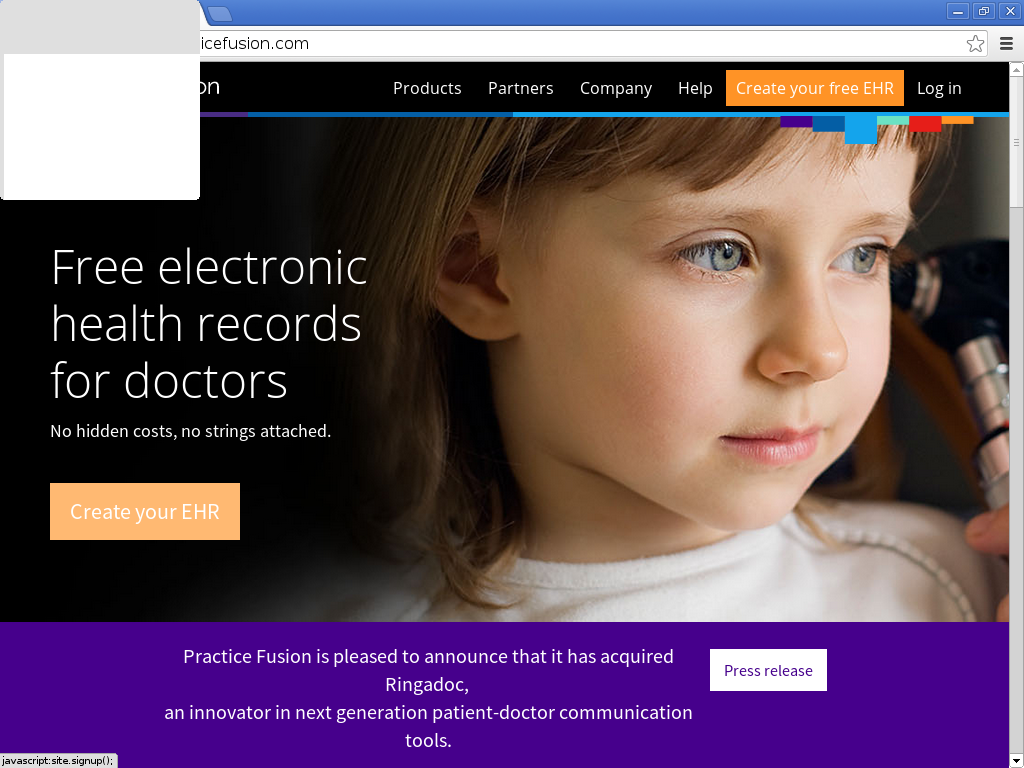 icefusion.com
on
Products Partners Company Help Create your free EHR Log in
Free electronic
health records
for doctors
No hidden costs, no strings attached.
Create your EHR
Practice Fusion is pleased to announce that it has acquired
Ringadoc,
an innovator in next generation patient-doctor communication
tools.
Press release
javascript:site.signup();